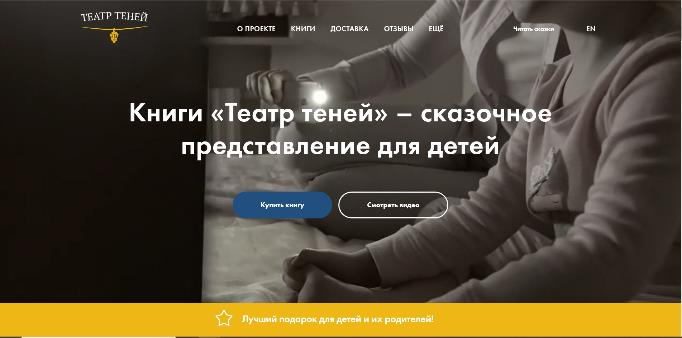 ТЕАТР ТЕНЕЙ
О ПРОЕКТЕ КНИГИ ДОСТАВКА ОТЗЫВЫ ЕЩЁ Читать сказки EN
Книги «Театр теней» – сказочное
представление для детей
Купить книгу Смотреть видео
Лучший подарок для детей и их родителей!